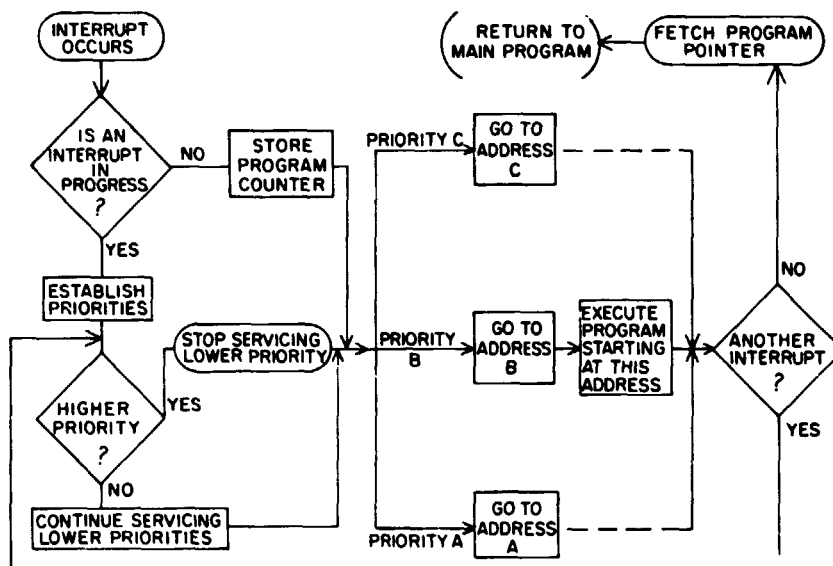 INTERRUPT
OCCURS
IS AN
INTERRUPT
IN
PROGRESS
?
NO
STORE
PROGRAM
COUNTER
YES
ESTABLISH
PRIORITIES
HIGHER
PRIORITY
?
YES
STOP SERVICING
LOWER PRIORITY
NO
CONTINUE SERVICING
LOWER PRIORITIES
PRIORITY C
GO TO
ADDRESS
C
PRIORITY
B
GO TO
ADDRESS
B
EXECUTE
PROGRAM
STARTING
AT THIS
ADDRESS
PRIORITY A
GO TO
ADDRESS
A
ANOTHER
INTERRUPT
?
YES
NO
FETCH PROGRAM
POINTER
(RETURN TO
MAIN PROGRAM)